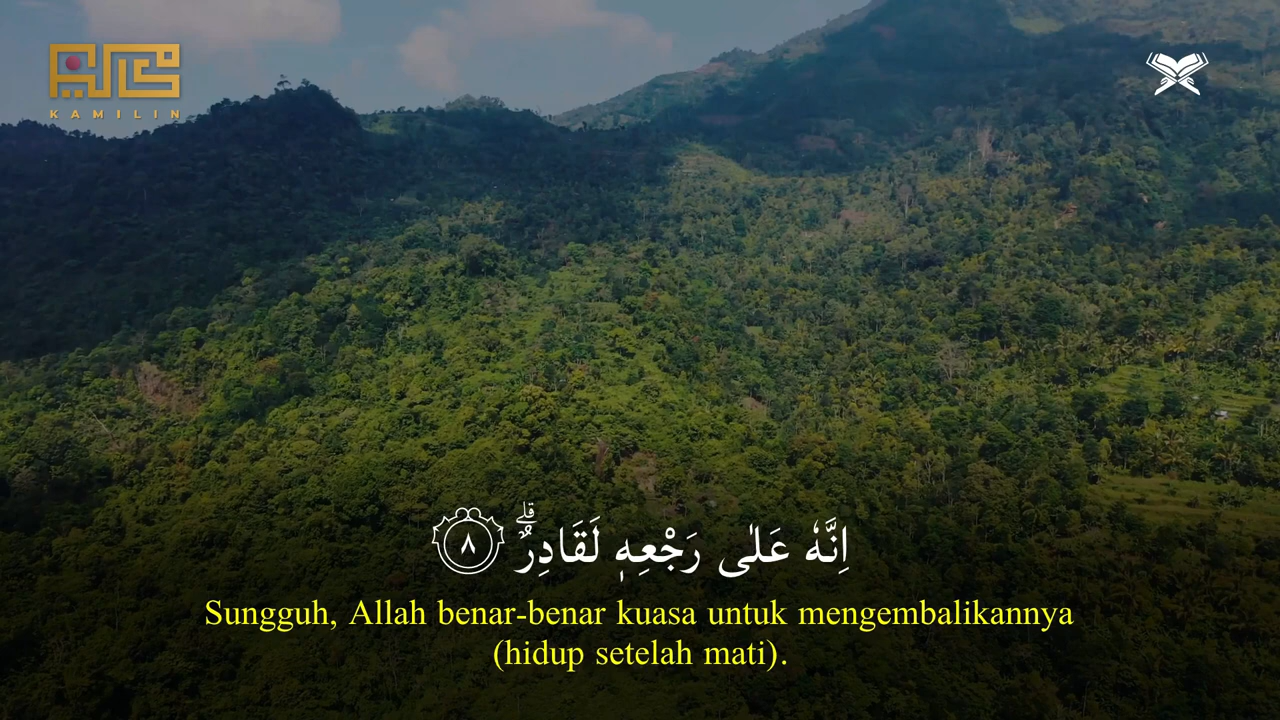 KAMILIN
اِنَّهٗ عَلٰى رَجْعِهٖ لَقَادِرٌۗ ٨
Sungguh, Allah benar-benar kuasa untuk mengembalikannya
(hidup setelah mati).